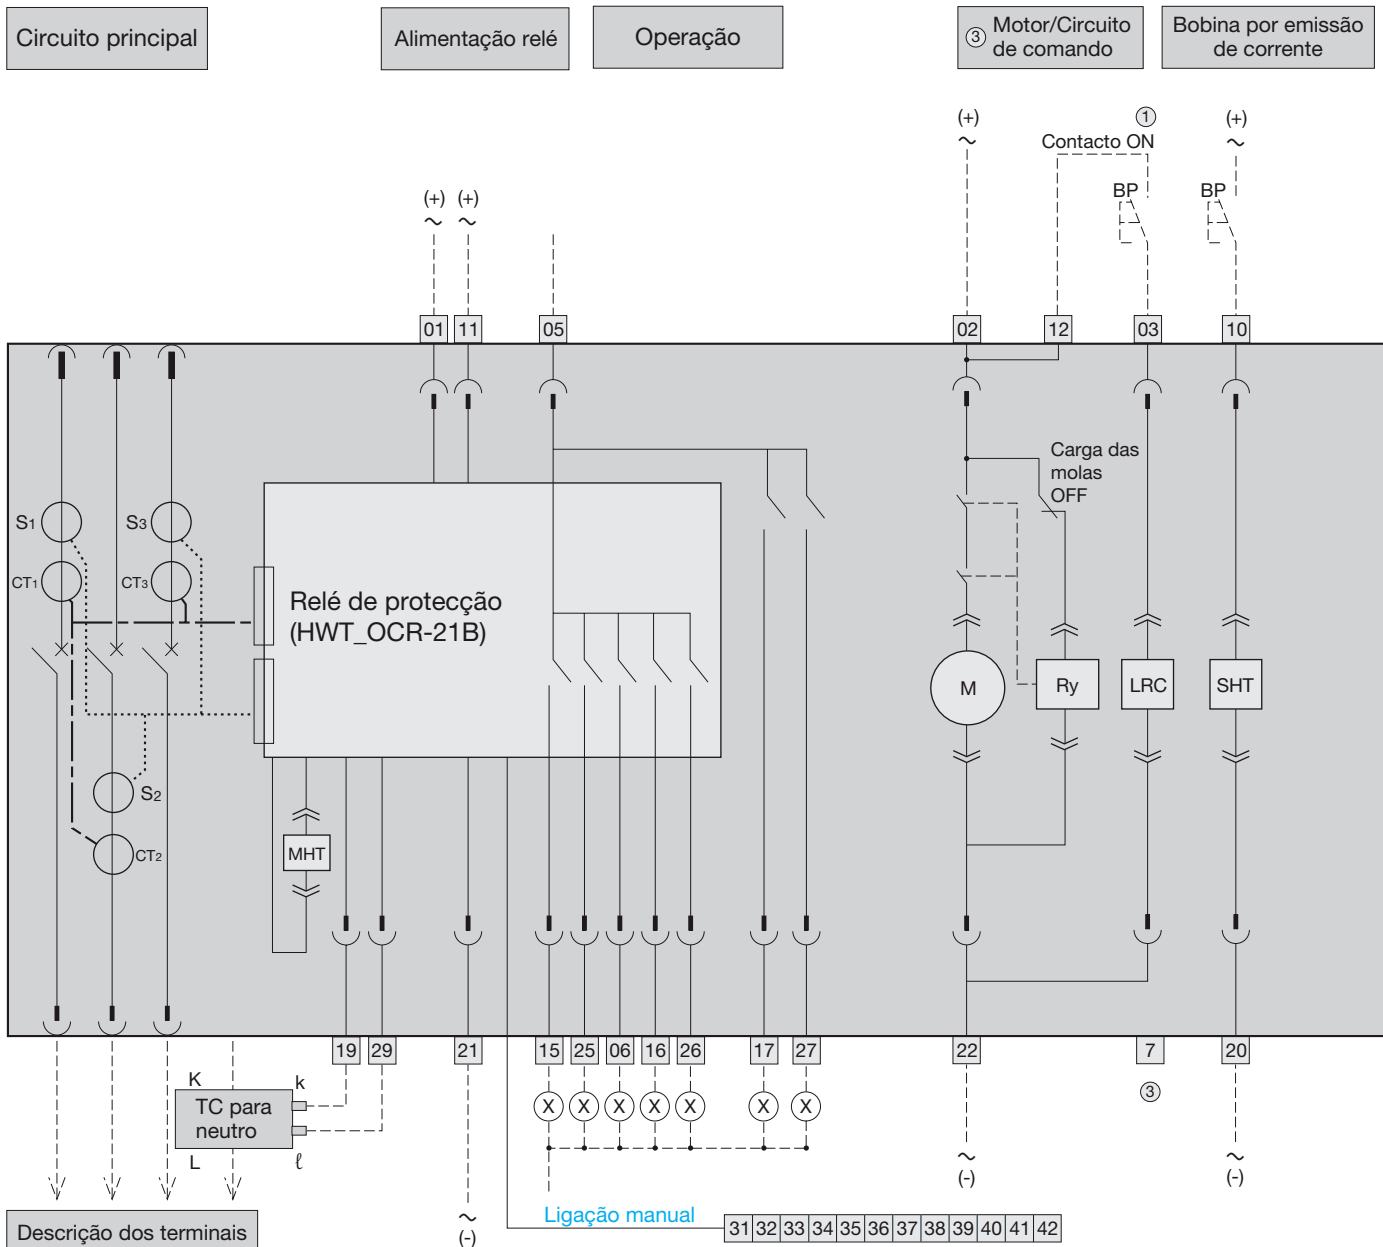 Circuito principal
Alimentação relé
Operação
③ Motor/Circuito
de comando
Bobina por emissão
de corrente
(+)
①
(+)
~
Contacto ON
~
BP
BP
(+) (+)
~ ~
01 11 05 02 12 03 10
Carga das
molas
OFF
S1 S3
CT1 CT3
Relé de protecção
(HWT_OCR-21B)
M Ry LRC SHT
S2
MHT
CT2
19 29 21 15 25 06 16 26 17 27 22 7 20
K k
TC para
neutro
X X X X X X X
③
L ℓ
~ ~
(-) (-)
Ligação manual
~
(-)
31 32 33 34 35 36 37 38 39 40 41 42
Descrição dos terminais